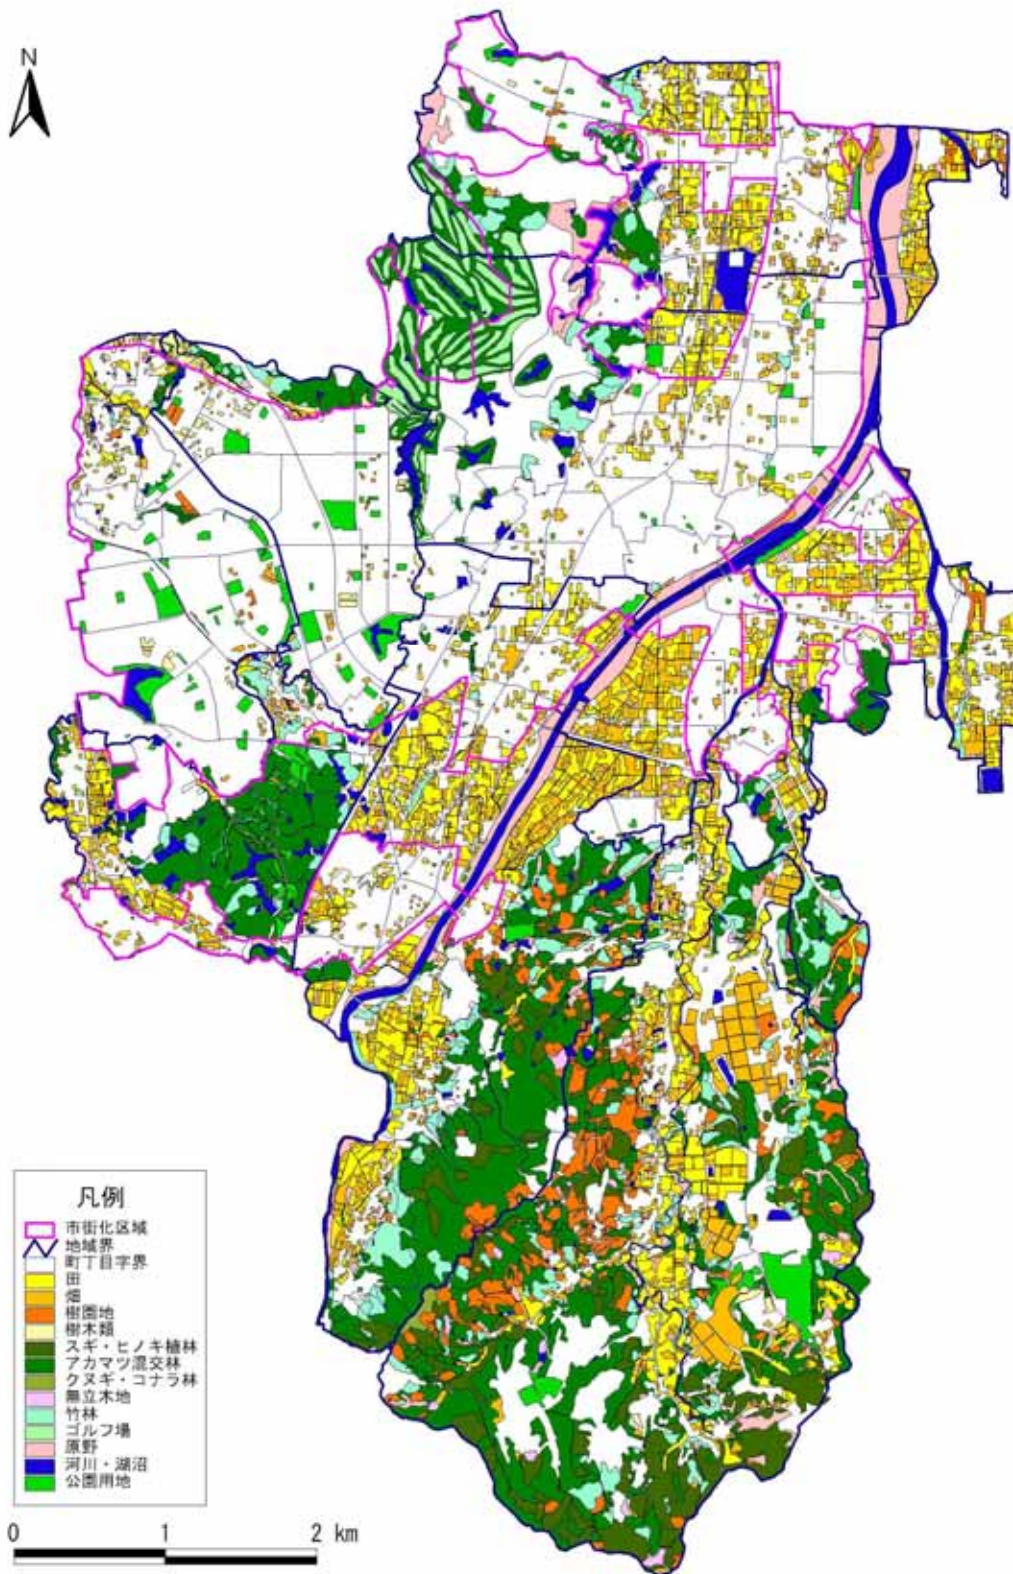 N
凡例
市街化区域
地域界
町丁目字界
田
畑
樹園地
樹木類
スギ・ヒノキ植林
アカマツ混交林
クヌギ・コナラ林
無立木地
竹林
ゴルフ場
原野
河川・湖沼
公園用地
0 1 2 km